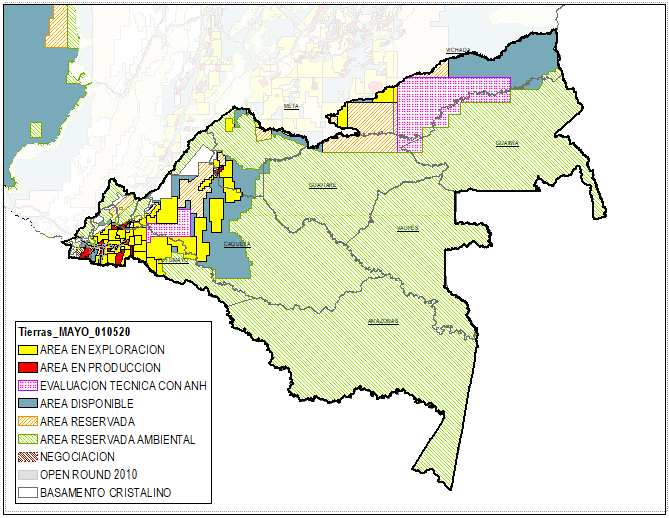 VICHADA
META
GUAINIA
GUAVIARE
VAUPES
CAQUETA
PUTUMAYO
AMAZONAS
Tierras_MAYO_010520
AREA EN EXPLORACION
AREA EN PRODUCCION
EVALUACION TECNICA CON ANH
AREA DISPONIBLE
AREA RESERVADA
AREA RESERVADA AMBIENTAL
NEGOCIACION
OPEN ROUND 2010
BASAMENTO CRISTALINO